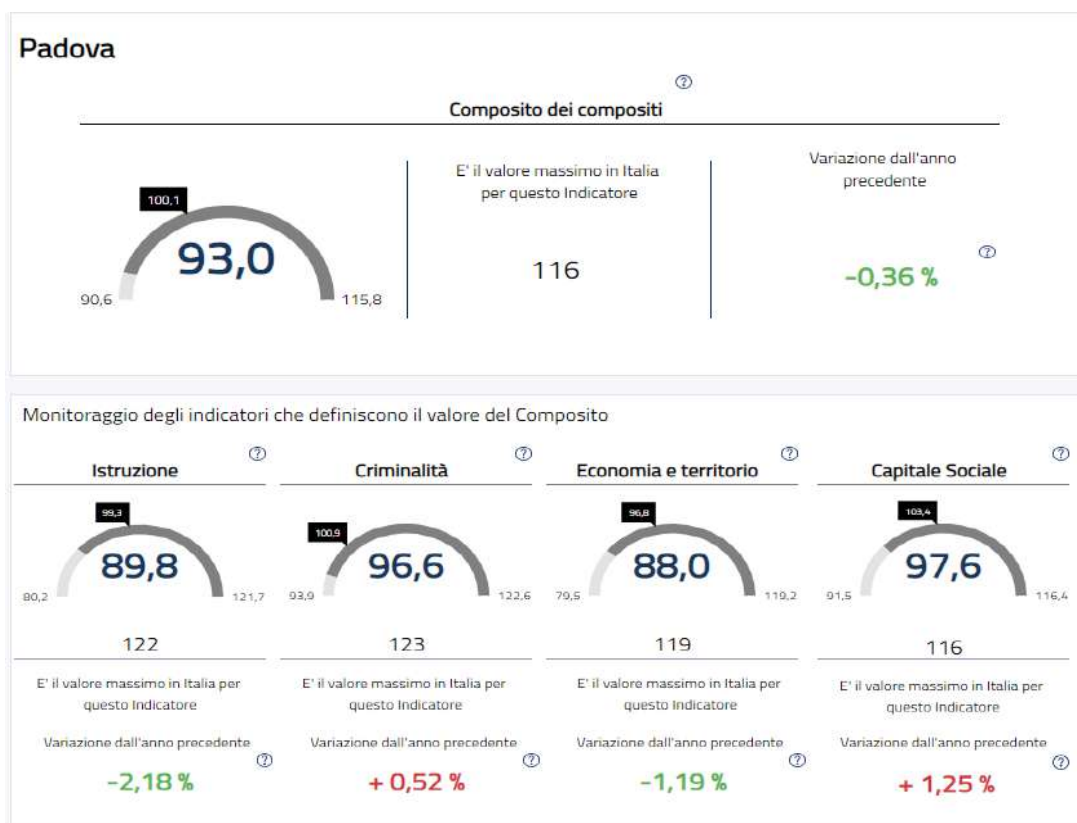 Padova
?
Composito dei compositi
E' il valore massimo in Italia
per questo Indicatore
Variazione dall'anno
precedente
100,1
93,0
90,6
115,8
116
?
-0,36 %
Monitoraggio degli indicatori che definiscono il valore del Composito
?
?
?
?
Istruzione
Criminalità
Economia e territorio
Capitale Sociale
99,3
100,9
96,8
103,4
89,8
96,6
88,0
97,6
80,2
121,7
93,9
122,6
79,5
119,2
91,5
116,4
122
123
119
116
E' il valore massimo in Italia per
questo Indicatore
E' il valore massimo in Italia per
questo Indicatore
E' il valore massimo in Italia per
questo Indicatore
E' il valore massimo in Italia per
questo Indicatore
Variazione dall'anno precedente
Variazione dall'anno precedente
Variazione dall'anno precedente
Variazione dall'anno precedente
?
?
?
?
-2,18 %
+ 0,52 %
-1,19 %
+ 1,25 %